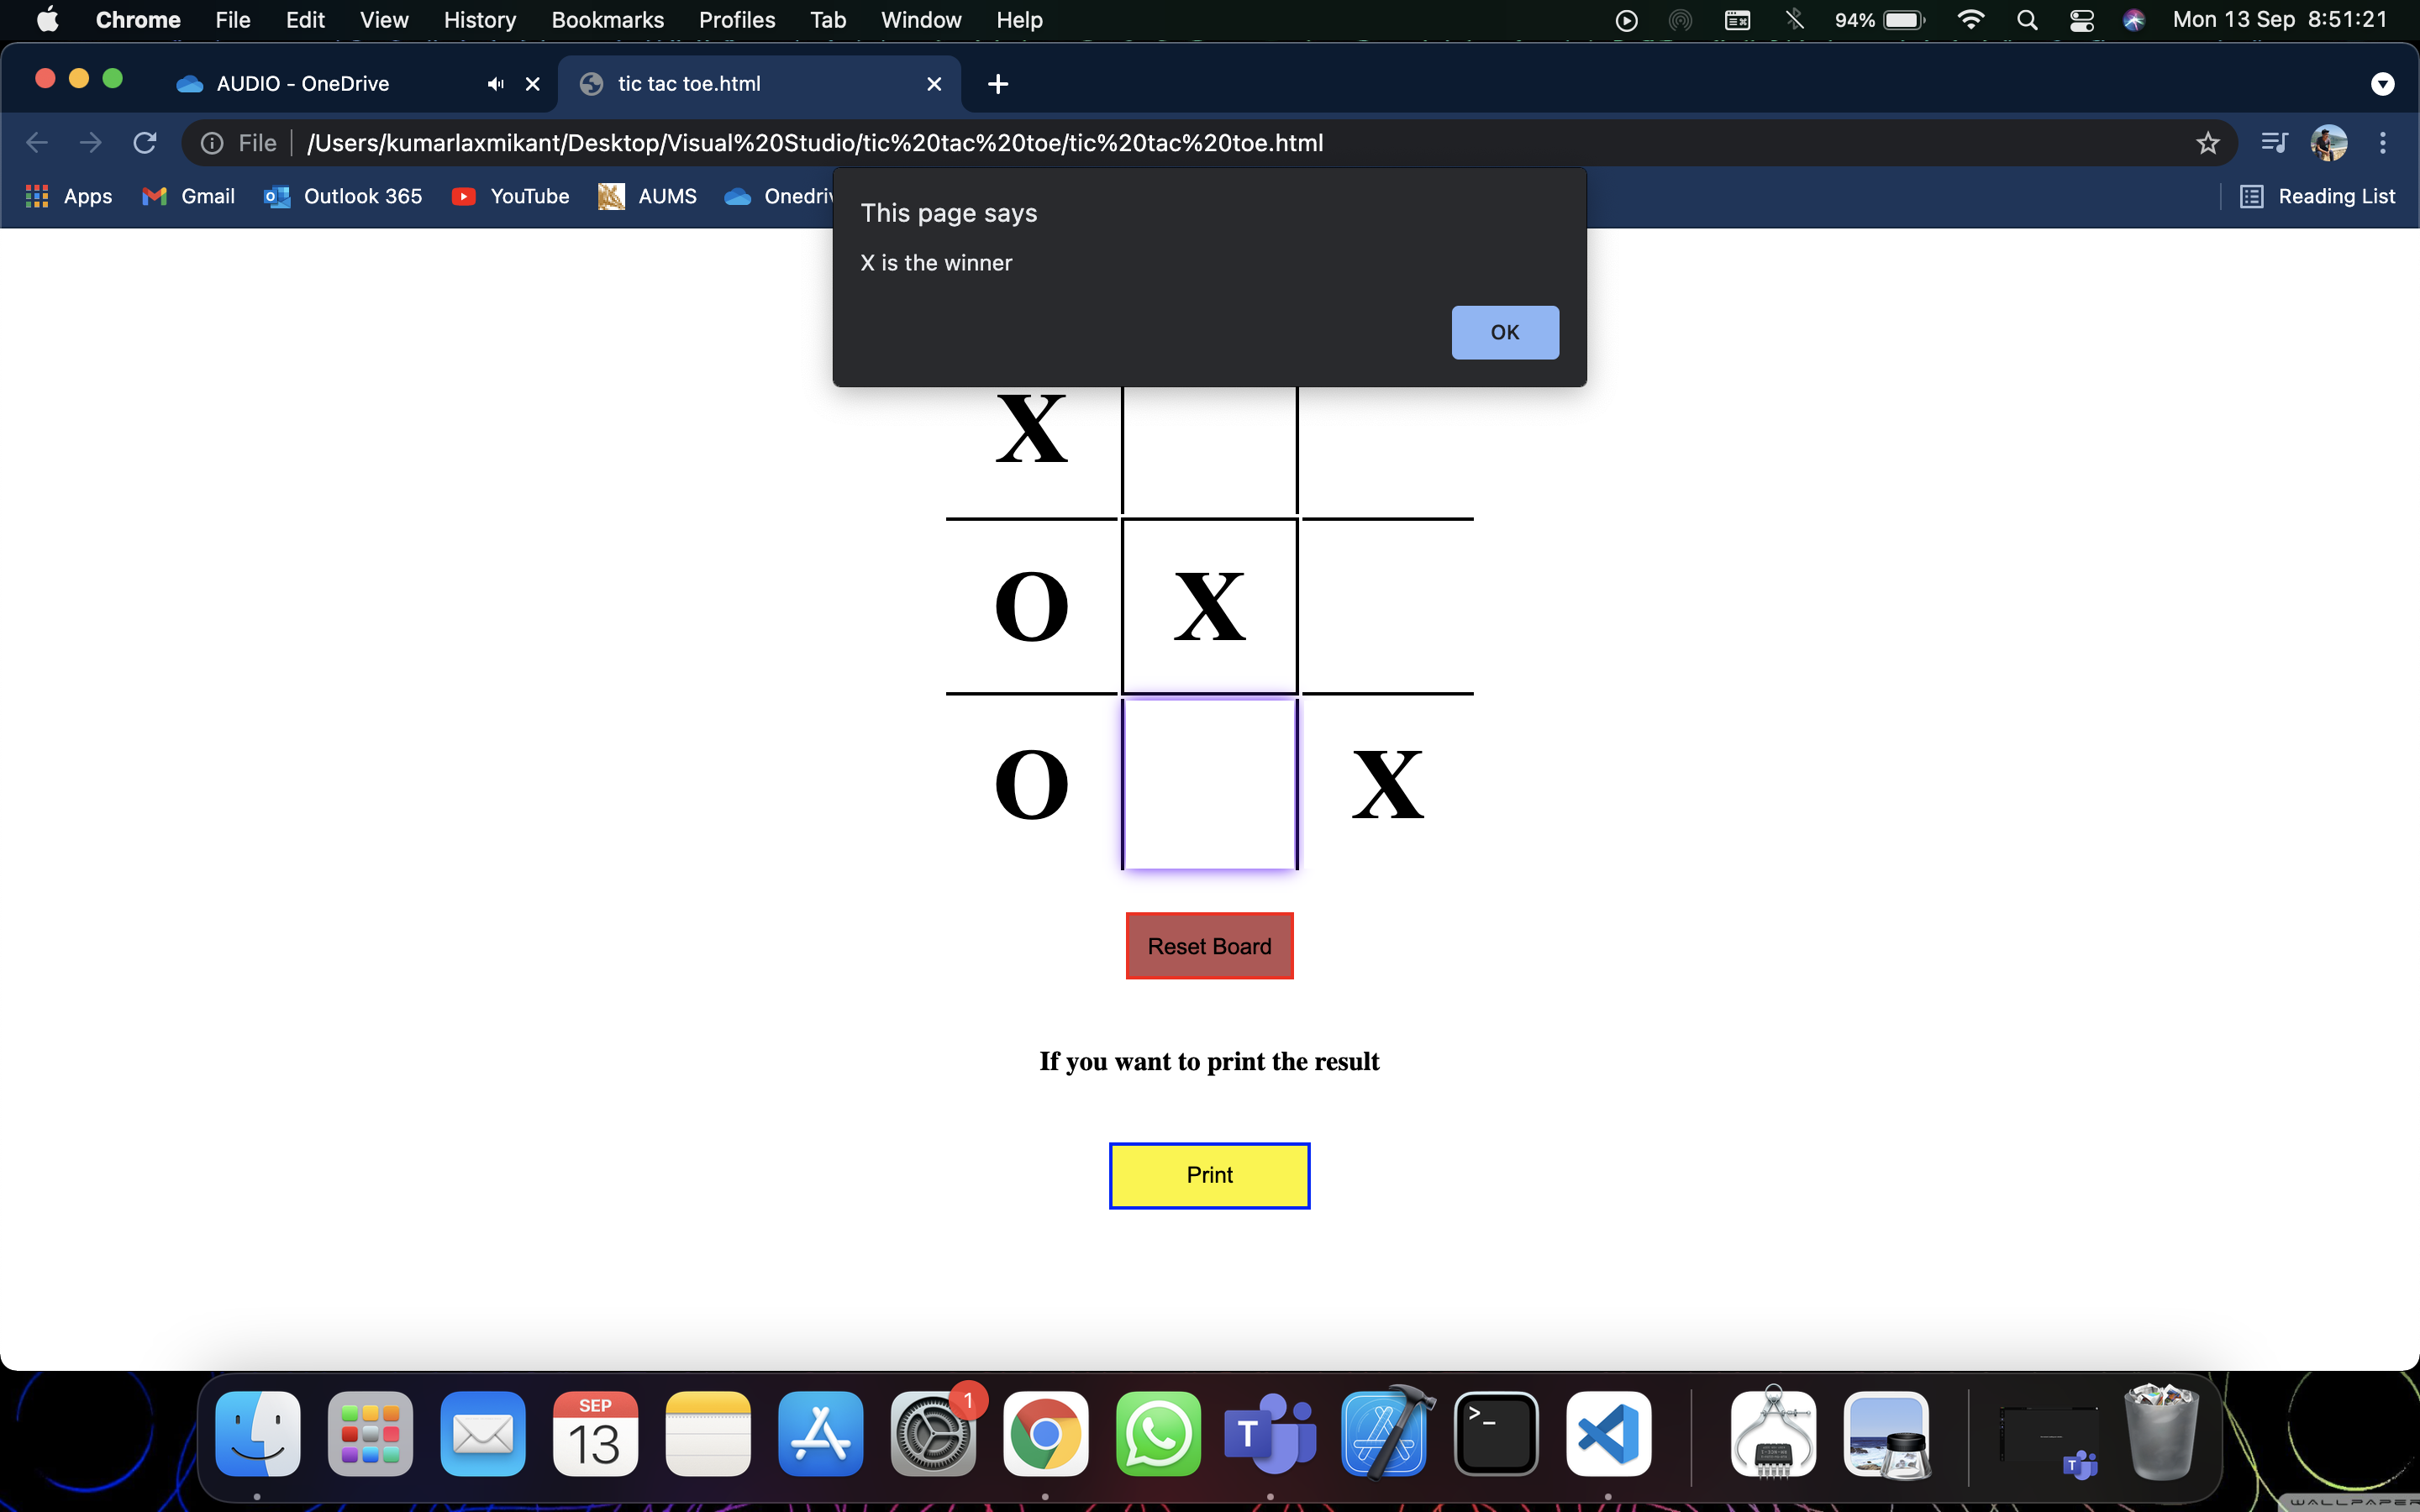 Chrome File Edit View History Bookmarks Profiles Tab Window Help 94% Mon 13 Sep 8:51:21
AUDIO - OneDrive tic tac toe.html
File /Users/kumarlaxmikant/Desktop/Visual%20Studio/tic%20tac%20toe/tic%20tac%20toe.html
Apps Gmail Outlook 365 YouTube AUMS Onedriv Reading List
This page says
X is the winner
OK
X
O X
O X
Reset Board
If you want to print the result
Print
SEP 1
13 T >_
T
WALLPAPER